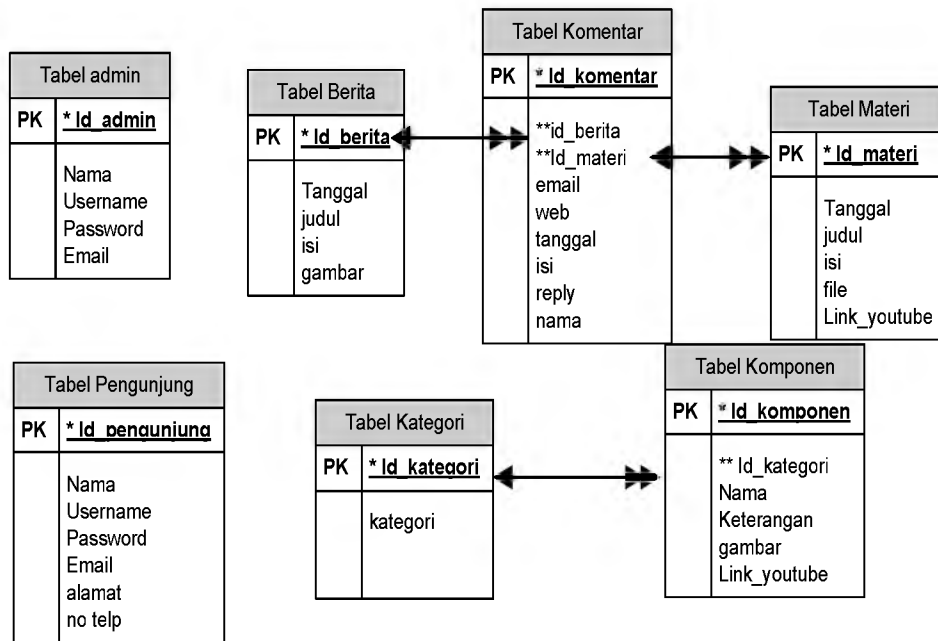 Tabel admin
PK * Id_admin
Nama
Username
Password
Email
Tabel Berita
PK * Id_berita
Tanggal
judul
isi
gambar
Tabel Komentar
PK * Id_komentar
**id_berita
**Id_materi
email
web
tanggal
isi
reply
nama
Tabel Materi
PK * Id_materi
Tanggal
judul
isi
file
Link_youtube
Tabel Pengunjung
PK * Id_pengunjung
Nama
Username
Password
Email
alamat
no telp
Tabel Kategori
PK * Id_kategori
kategori
Tabel Komponen
PK * Id_komponen
** Id_kategori
Nama
Keterangan
gambar
Link_youtube